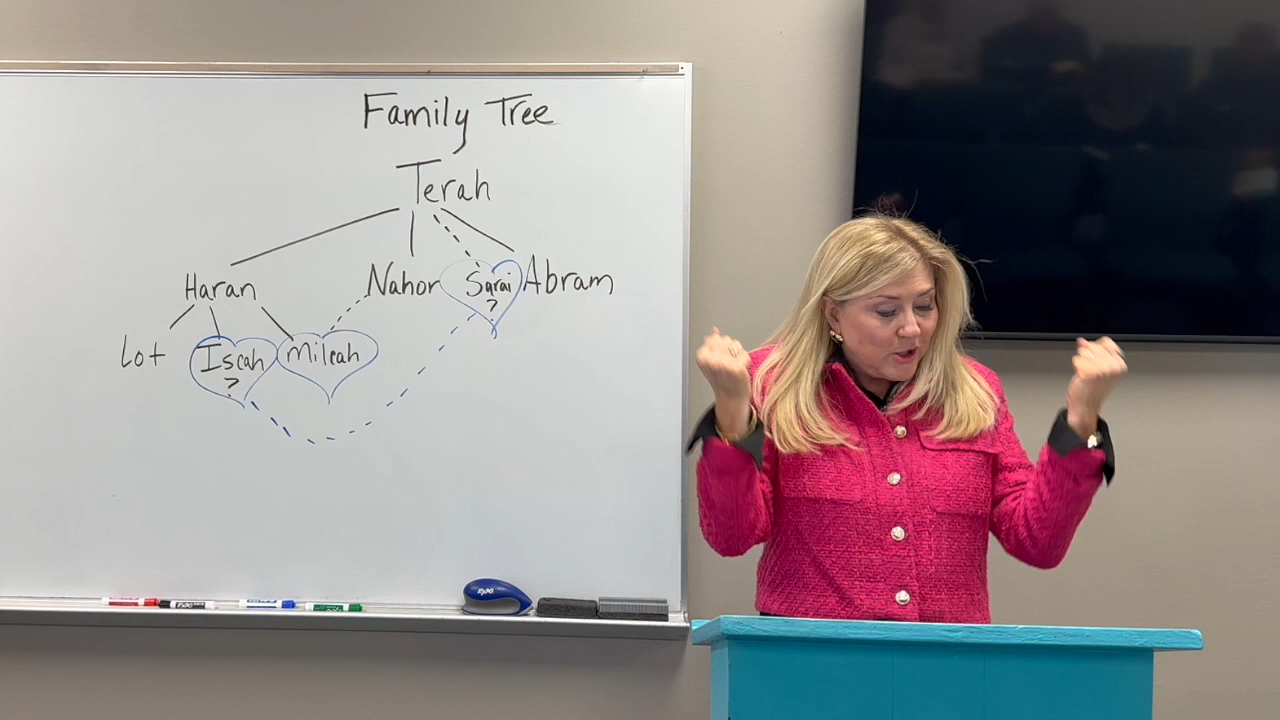 Family Tree
Terah
Haran Nahor Sarai ? Abram
Lot Iscah ? Milcah
EXPO